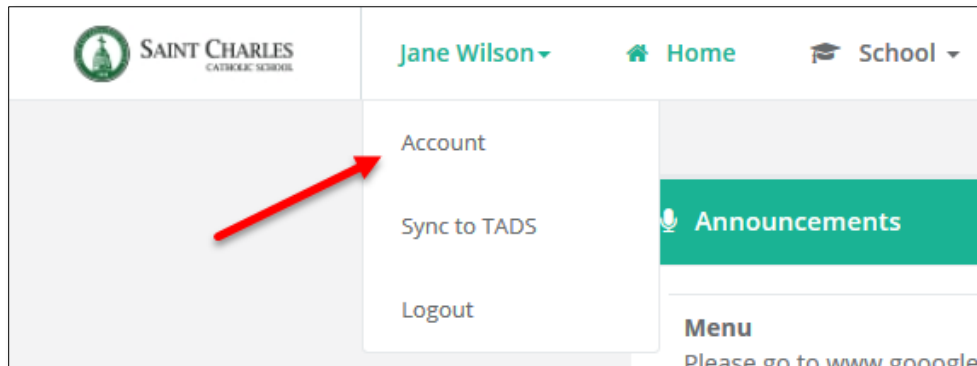 SAINT CHARLES
CATHOLIC SCHOOL
Jane Wilson
Home
School
Account
Sync to TADS
Logout
Announcements
Menu
Please go to www.gooogle